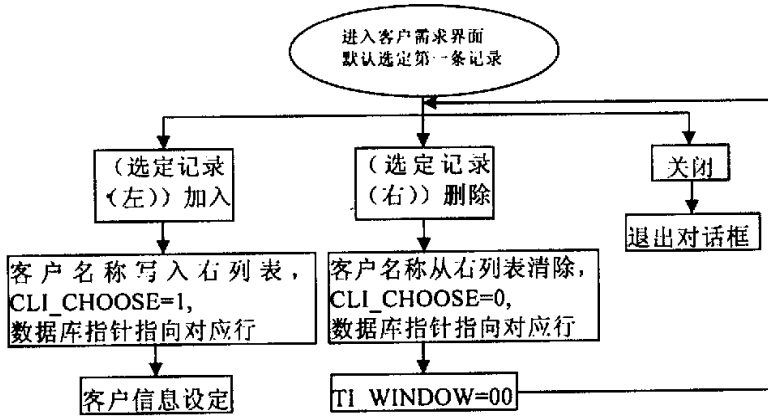 进入客户需求界面
默认选定第一条记录
(选定记录
(左))加入
(选定记录
(右))删除
关闭
退出对话框
客户名称写入右列表,
CLI_CHOOSE=1,
数据库指针指向对应行
客户名称从右列表清除,
CLI_CHOOSE=0,
数据库指针指向对应行
客户信息设定
TI_WINDOW=00